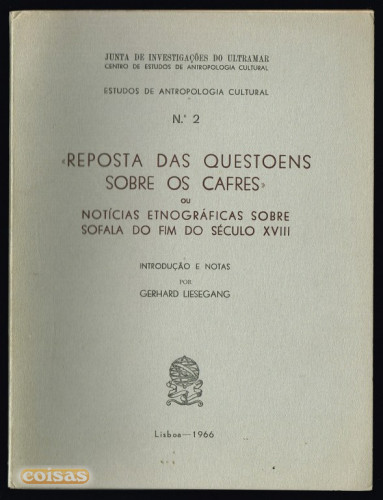 JUNTA DE INVESTIGAÇÕES DO ULTRAMAR
CENTRO DE ESTUDOS DE ANTROPOLOGIA CULTURAL
ESTUDOS DE ANTROPOLOGIA CULTURAL
N.º 2
«REPOSTA DAS QUESTOENS
SOBRE OS CAFRES»
ou
NOTÍCIAS ETNOGRÁFICAS SOBRE
SOFALA DO FIM DO SÉCULO XVIII
INTRODUÇÃO E NOTAS
POR
GERHARD LIESEGANG
Lisboa—1966
coisas